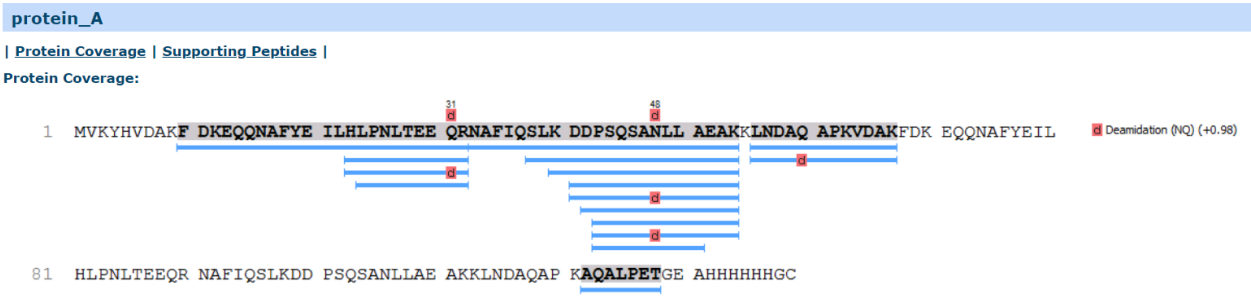 protein_A
| Protein Coverage | Supporting Peptides |
Protein Coverage:
31 48
d d
1 MVKYHVDAKF DKEQQNAFYE ILHLPNLTEE QRNAFIQSLK DDPSQSANLL AEAKKLNDAQ APKVDAKFDK EQQNAFYEIL d Deamidation (NQ) (+0.98)
d
d
d
d
81 HLPNLTEEQR NAFIQSLKDD PSQSANLLAE AKKLNDAQAP KAQALPETGE AHHHHHHGC